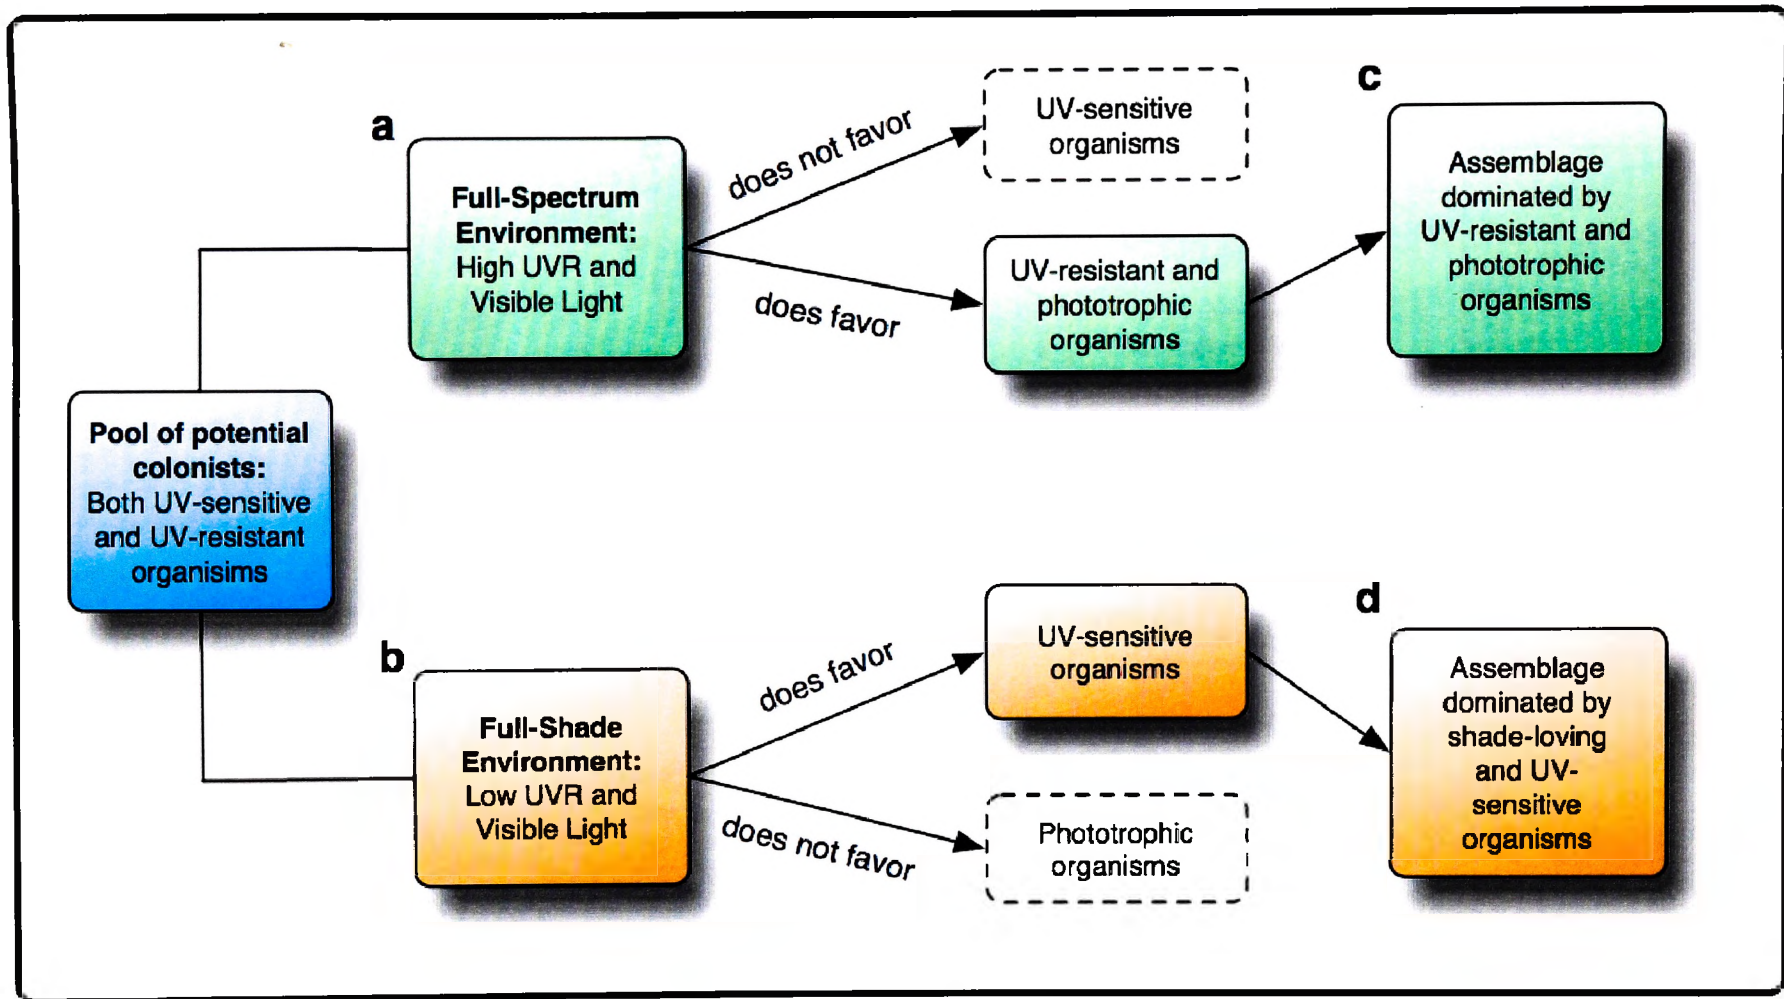 a
Full-Spectrum
Environment:
High UVR and
Visible Light
does not favor
does favor
UV-sensitive
organisms
UV-resistant and
phototrophic
organisms
c
Assemblage
dominated by
UV-resistant and
phototrophic
organisms
Pool of potential
colonists:
Both UV-sensitive
and UV-resistant
organisims
b
Full-Shade
Environment:
Low UVR and
Visible Light
does favor
does not favor
UV-sensitive
organisms
Phototrophic
organisms
d
Assemblage
dominated by
shade-loving
and UV-
sensitive
organisms